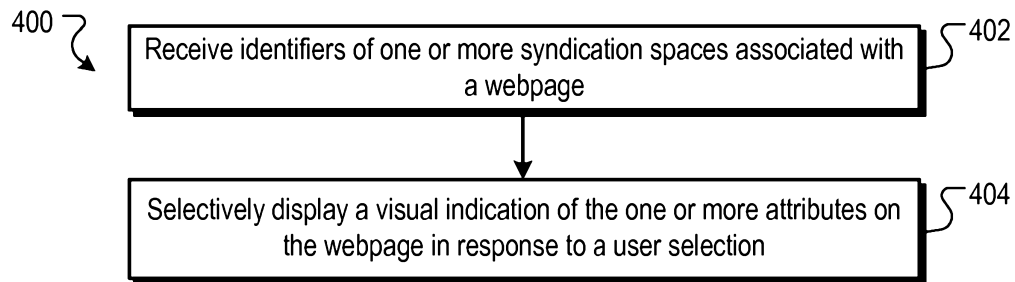 400
Receive identifiers of one or more syndication spaces associated with
a webpage
402
Selectively display a visual indication of the one or more attributes on
the webpage in response to a user selection
404